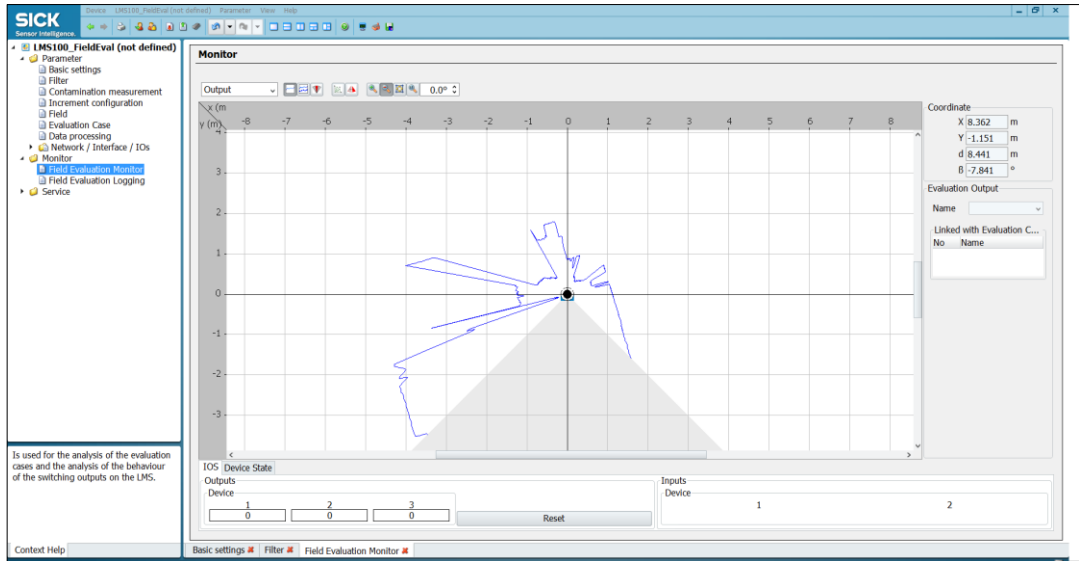 SICK
Sensor Intelligence.
Device LMS100_FieldEval (not defined) Parameter View Help
LMS100_FieldEval (not defined)
Parameter
Basic settings
Filter
Contamination measurement
Increment configuration
Field
Evaluation Case
Data processing
Network / Interface / IOs
Monitor
Field Evaluation Monitor
Field Evaluation Logging
Service
Is used for the analysis of the evaluation
cases and the analysis of the behaviour
of the switching outputs on the LMS.
Context Help
Monitor
Output
0.0°
x (m
y (m)
-8 -7 -6 -5 -4 -3 -2 -1 0 1 2 3 4 5 6 7 8
4
3
2
1
0
-1
-2
-3
Coordinate
X 8.362 m
Y -1.151 m
d 8.441 m
ß -7.841 °
Evaluation Output
Name
Linked with Evaluation C...
No Name
IOS Device State
Outputs
Device
1 2 3
0 0 0
Reset
Inputs
Device
1 2
Basic settings Filter Field Evaluation Monitor